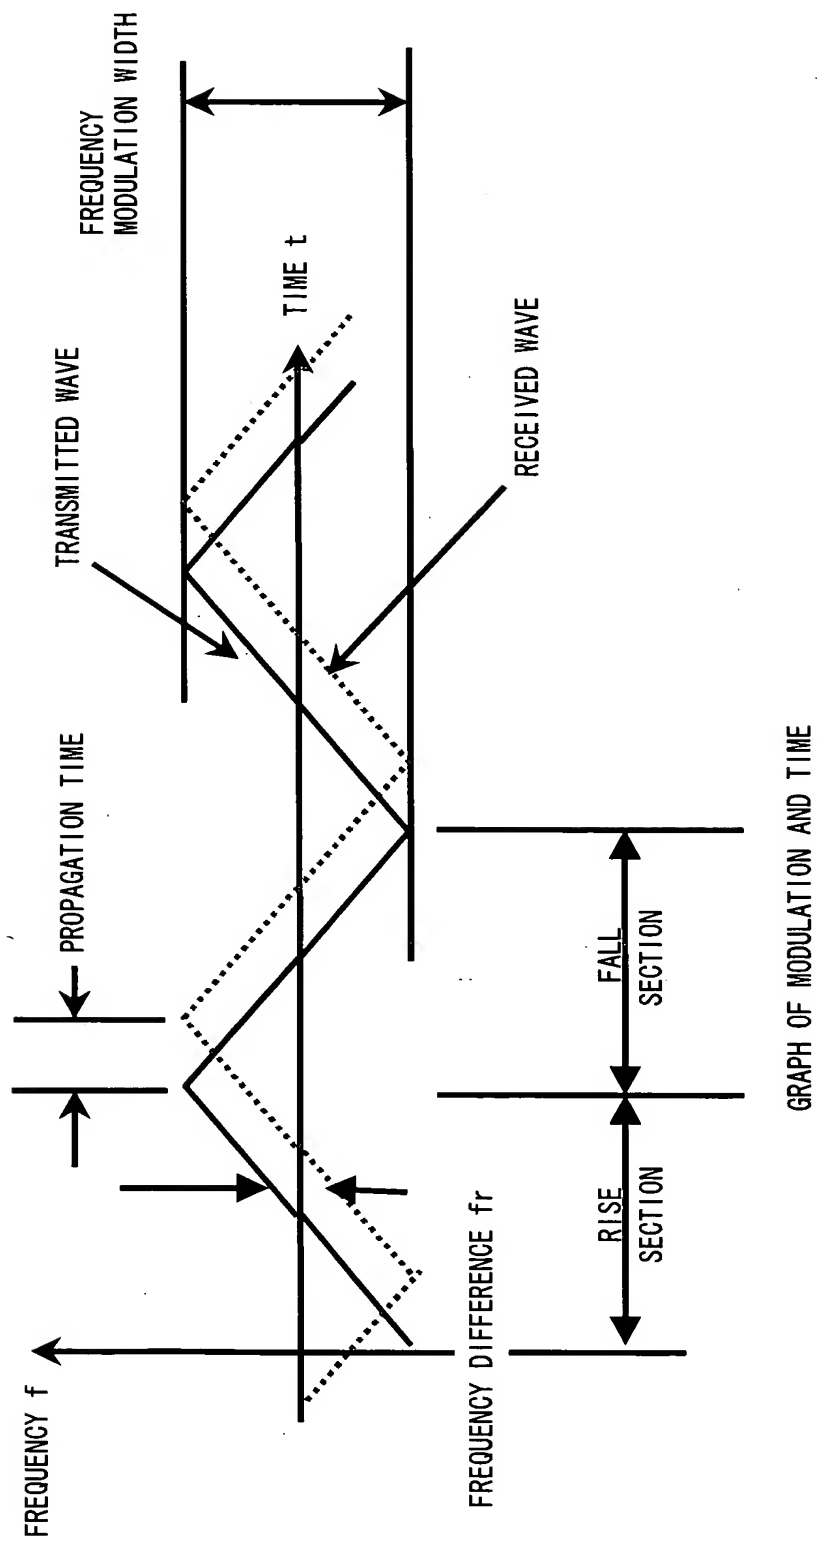 FREQUENCY f
PROPAGATION TIME
TRANSMITTED WAVE
FREQUENCY
MODULATION WIDTH
TIME t
RECEIVED WAVE
FREQUENCY DIFFERENCE fr
RISE
SECTION
FALL
SECTION
GRAPH OF MODULATION AND TIME